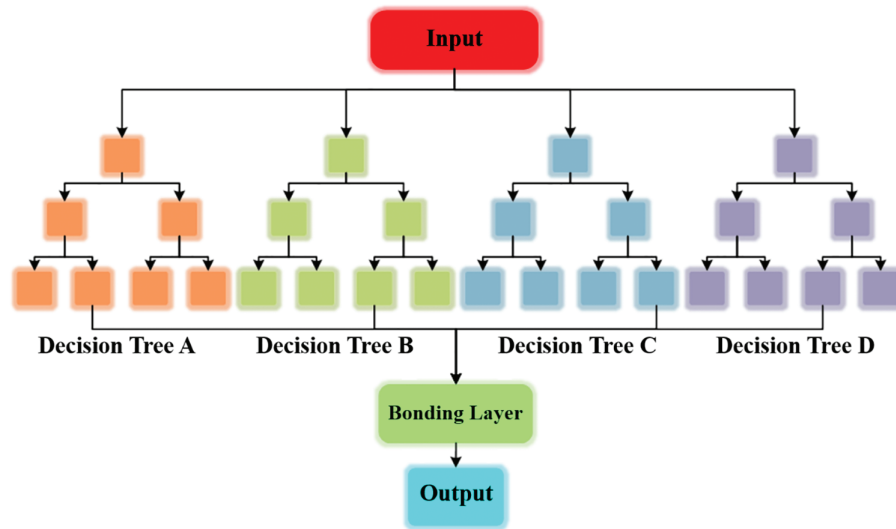 Input
Decision Tree A
Decision Tree B
Decision Tree C
Decision Tree D
Bonding Layer
Output